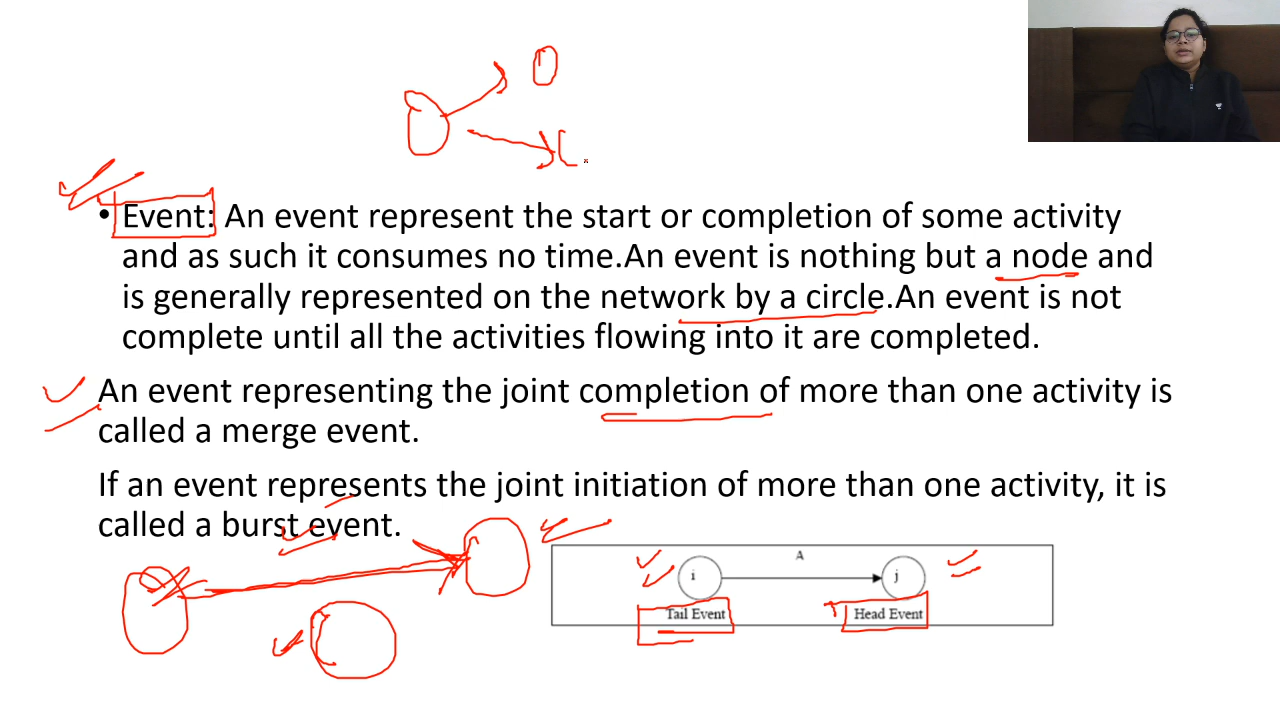 • Event: An event represent the start or completion of some activity
and as such it consumes no time.An event is nothing but a node and
is generally represented on the network by a circle.An event is not
complete until all the activities flowing into it are completed.
An event representing the joint completion of more than one activity is
called a merge event.
If an event represents the joint initiation of more than one activity, it is
called a burst event.
A
i j
Tail Event Head Event